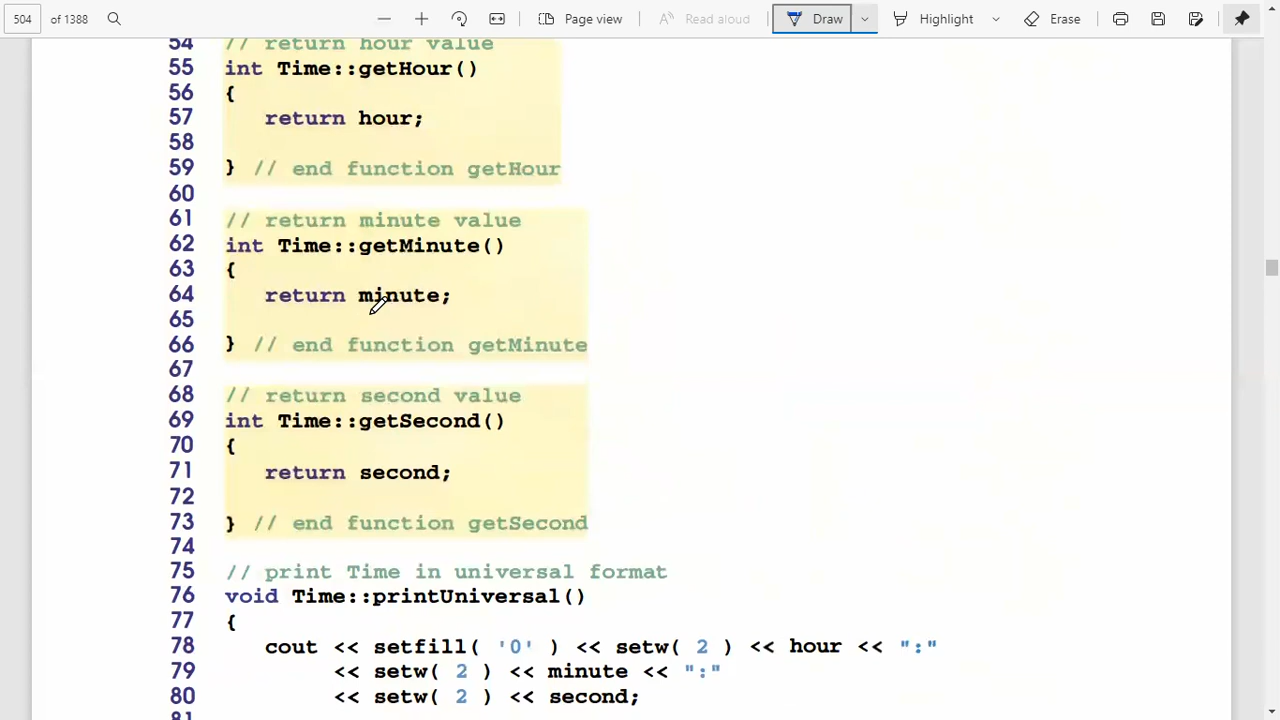 504 of 1388 Page view Read aloud Draw Highlight Erase
54 // return hour value
55 int Time::getHour()
56 {
57 return hour;
58
59 } // end function getHour
60
61 // return minute value
62 int Time::getMinute()
63 {
64 return minute;
65
66 } // end function getMinute
67
68 // return second value
69 int Time::getSecond()
70 {
71 return second;
72
73 } // end function getSecond
74
75 // print Time in universal format
76 void Time::printUniversal()
77 {
78 cout << setfill( '0' ) << setw( 2 ) << hour << ":"
79 << setw( 2 ) << minute << ":"
80 << setw( 2 ) << second;
81